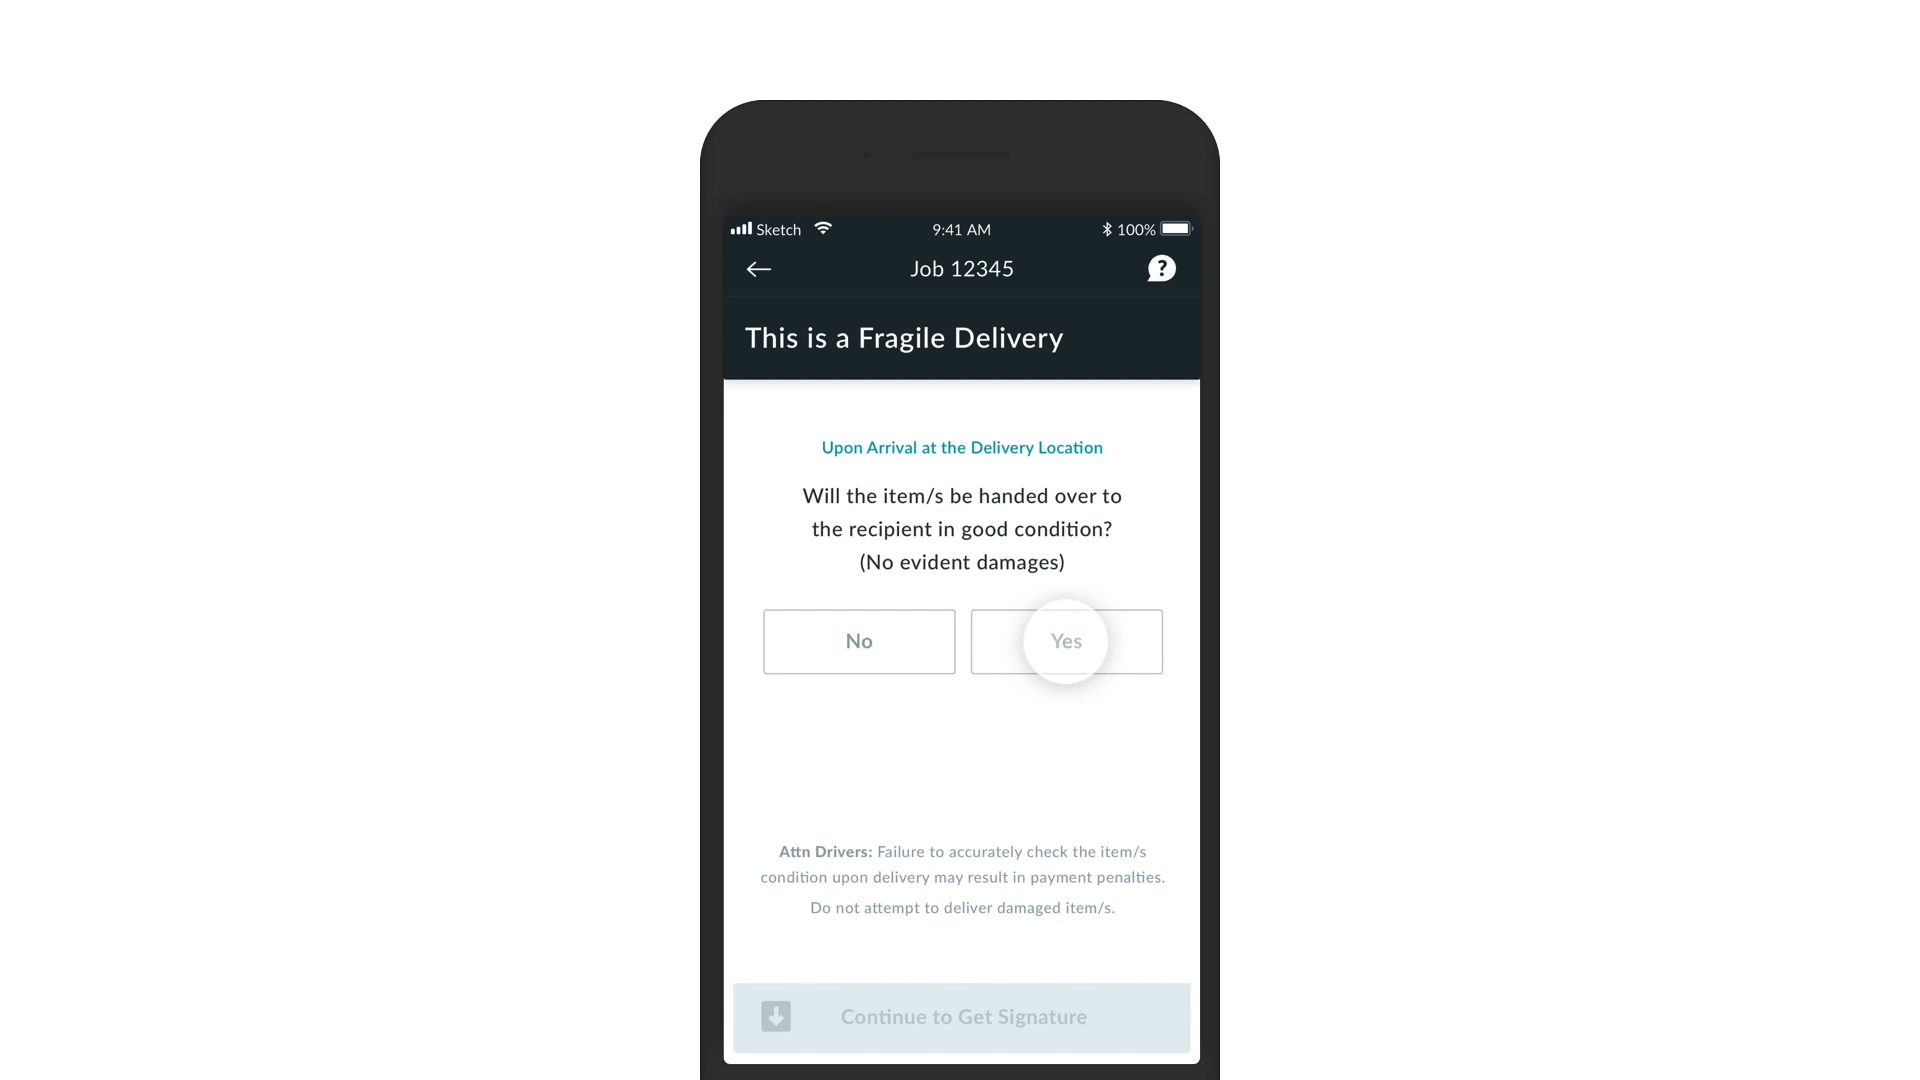 Sketch 9:41 AM 100%
Job 12345 ?
This is a Fragile Delivery
Upon Arrival at the Delivery Location
Will the item/s be handed over to
the recipient in good condition?
(No evident damages)
No Yes
Attn Drivers: Failure to accurately check the item/s
condition upon delivery may result in payment penalties.
Do not attempt to deliver damaged item/s.
Continue to Get Signature